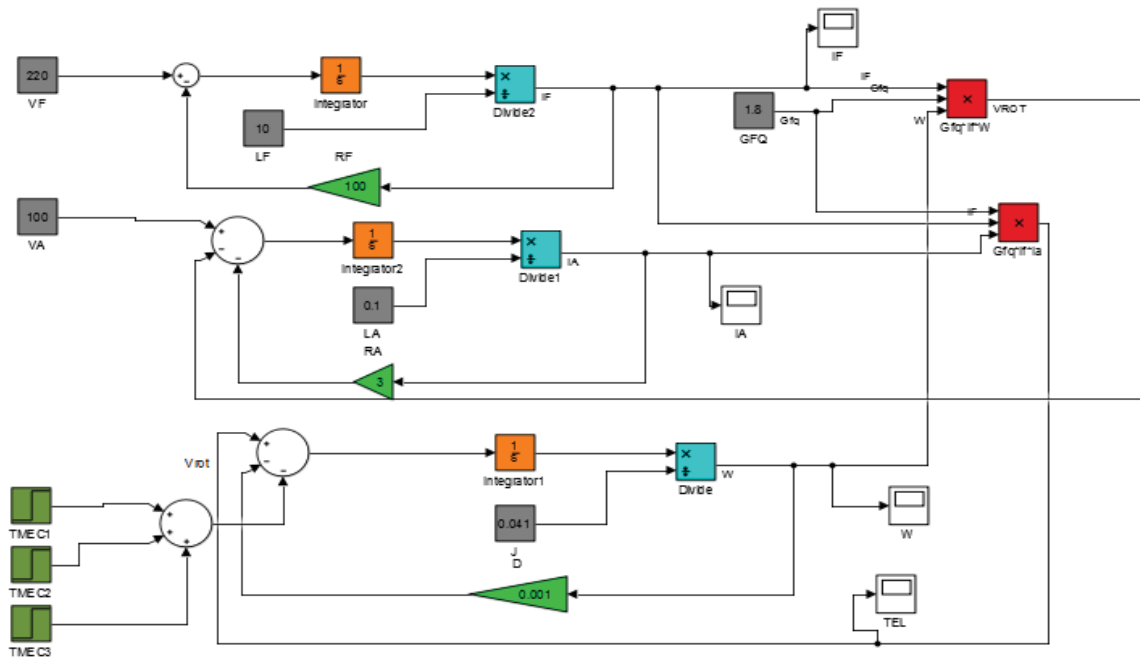 IF
220
VF
1
s
Integrator
×
÷
Divide2
IF
10
LF
RF
100
IF
Gfq
1.8
GFQ
Gfq
W
×
Gfq*If*W
VROT
100
VA
1
s
Integrator2
×
÷
Divide1
IA
0.1
LA
RA
3
IA
IF
×
Gfq*If*Ia
Vrot
1
s
Integrator1
×
÷
Divide
W
0.041
J
D
0.001
W
TMEC1
TMEC2
TMEC3
TEL